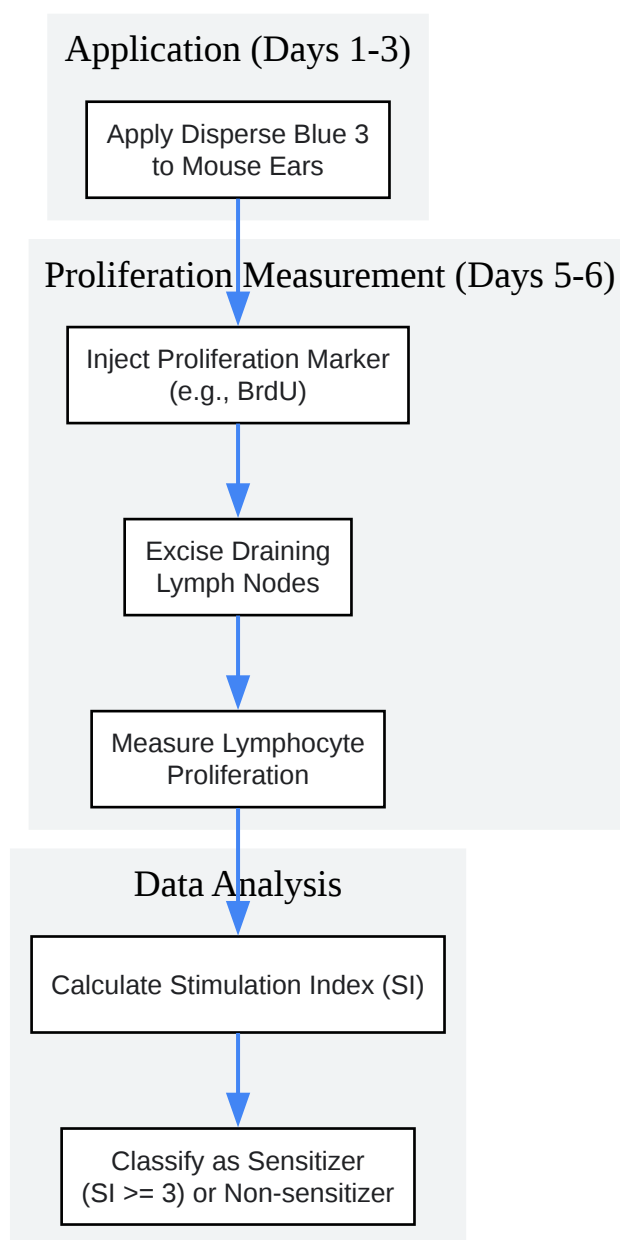 Application (Days 1-3)
Apply Disperse Blue 3
to Mouse Ears
Proliferation Measurement (Days 5-6)
Inject Proliferation Marker
(e.g., BrdU)
Excise Draining
Lymph Nodes
Measure Lymphocyte
Proliferation
Data Analysis
Calculate Stimulation Index (SI)
Classify as Sensitizer
(SI >= 3) or Non-sensitizer